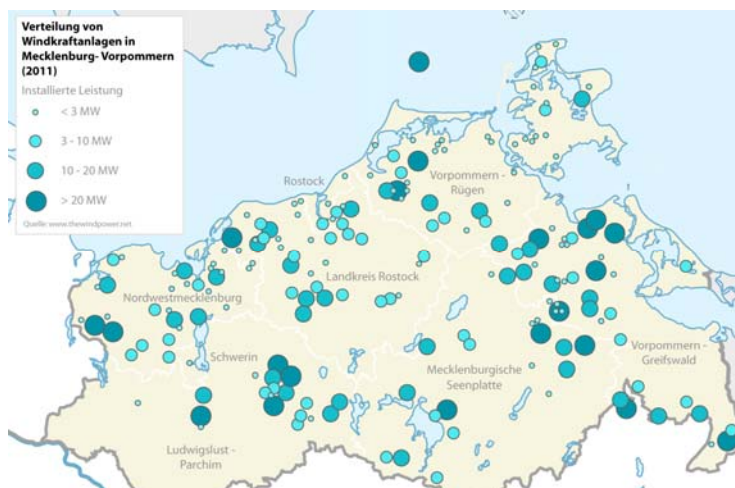 Verteilung von
Windkraftanlagen in
Mecklenburg- Vorpommern
(2011)
Installierte Leistung
< 3 MW
3 - 10 MW
10 - 20 MW
> 20 MW
Quelle: www.thewindpower.net
Rostock
Vorpommern -
Rügen
Landkreis Rostock
Nordwestmecklenburg
Schwerin
Mecklenburgische
Seenplatte
Vorpommern -
Greifswald
Ludwigslust -
Parchim